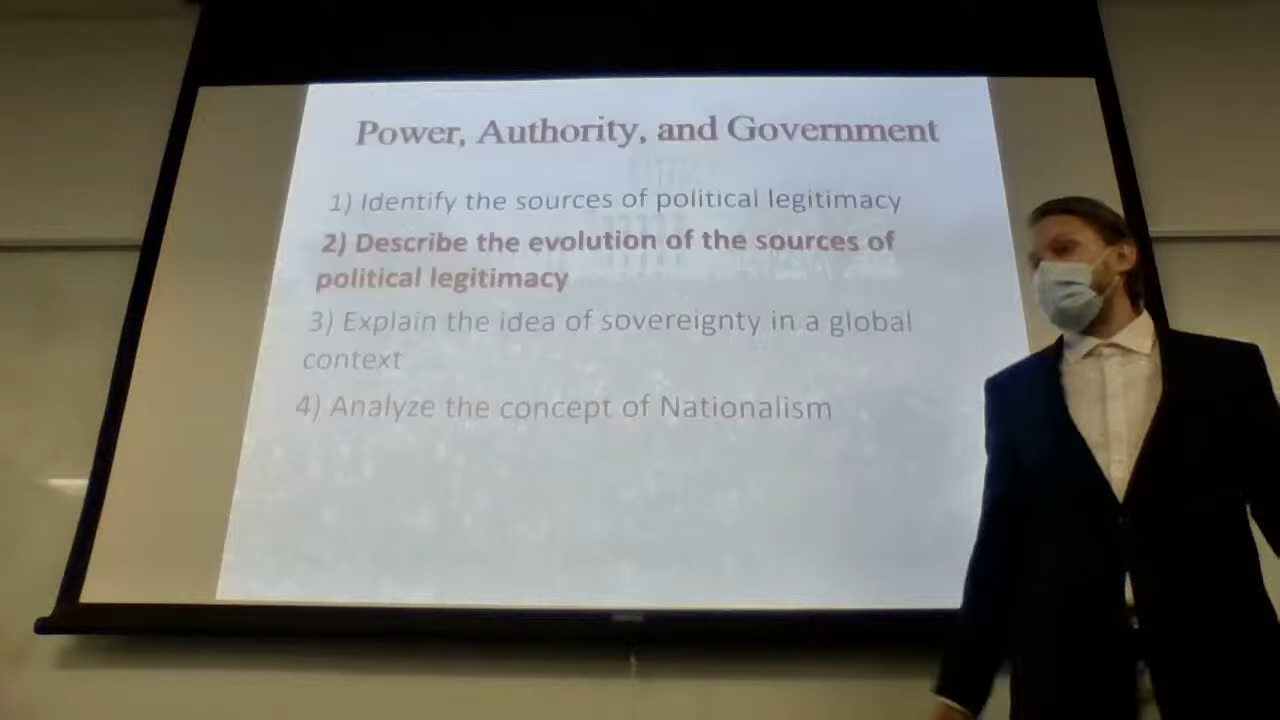 Power, Authority, and Government
1) Identify the sources of political legitimacy
2) Describe the evolution of the sources of
political legitimacy
3) Explain the idea of sovereignty in a global
context
4) Analyze the concept of Nationalism